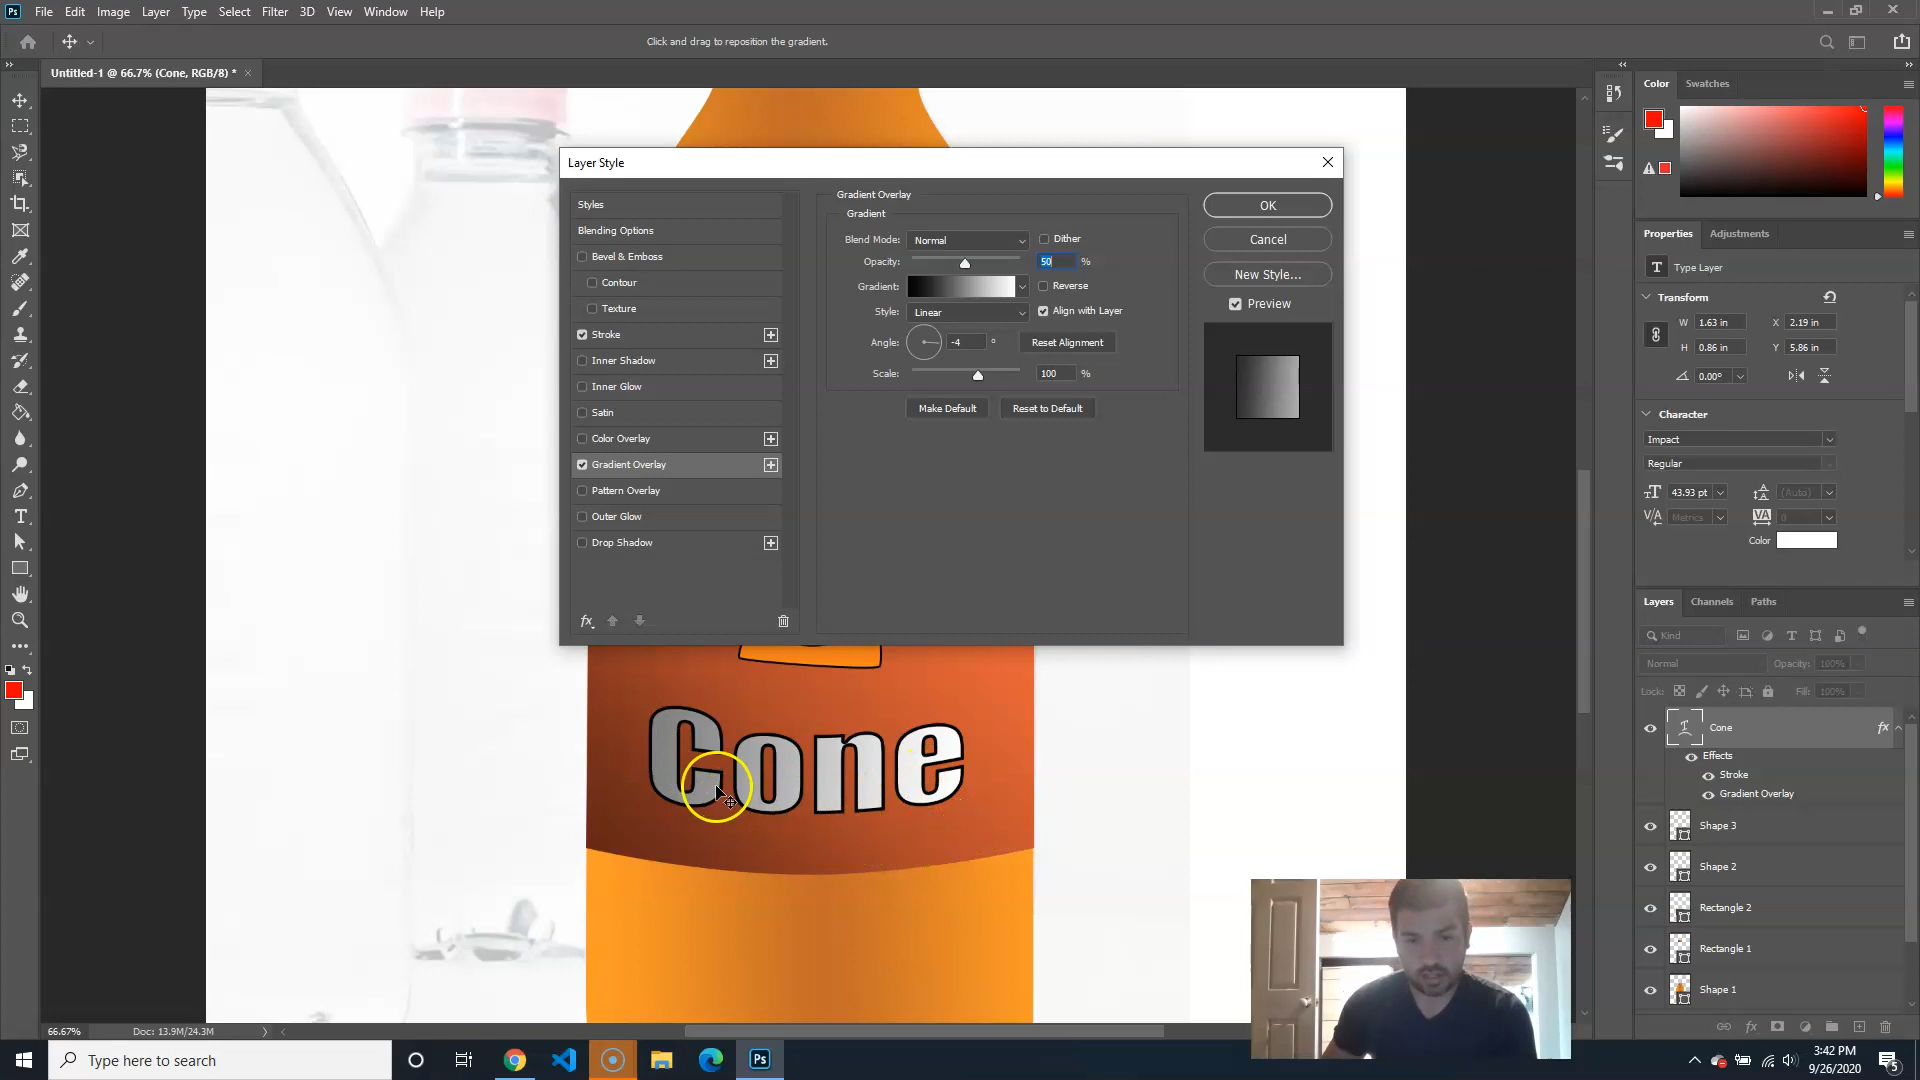 Ps File Edit Image Layer Type Select Filter 3D View Window Help
Click and drag to reposition the gradient.
Untitled-1 @ 66.7% (Cone, RGB/8) * ×
Color Swatches
Layer Style
Styles
Blending Options
Bevel & Emboss
Contour
Texture
Stroke
Inner Shadow
Inner Glow
Satin
Color Overlay
Gradient Overlay
Pattern Overlay
Outer Glow
Drop Shadow
fx
Gradient Overlay
Gradient
Blend Mode: Normal Dither
Opacity: 50 %
Gradient: Reverse
Style: Linear Align with Layer
Angle: -4 ° Reset Alignment
Scale: 100 %
Make Default Reset to Default
OK
Cancel
New Style...
Preview
Properties Adjustments
T Type Layer
Transform
W 1.63 in X 2.19 in
H 0.86 in Y 5.86 in
0.00°
Character
Impact
Regular
43.93 pt (Auto)
Metrics 0
Color
Layers Channels Paths
Kind
Normal Opacity: 100%
Lock: Fill: 100%
Cone fx
Effects
Stroke
Gradient Overlay
Shape 3
Shape 2
Rectangle 2
Rectangle 1
Shape 1
Cone
66.67% Doc: 13.9M/24.3M
Type here to search
Ps
3:42 PM
9/26/2020
5